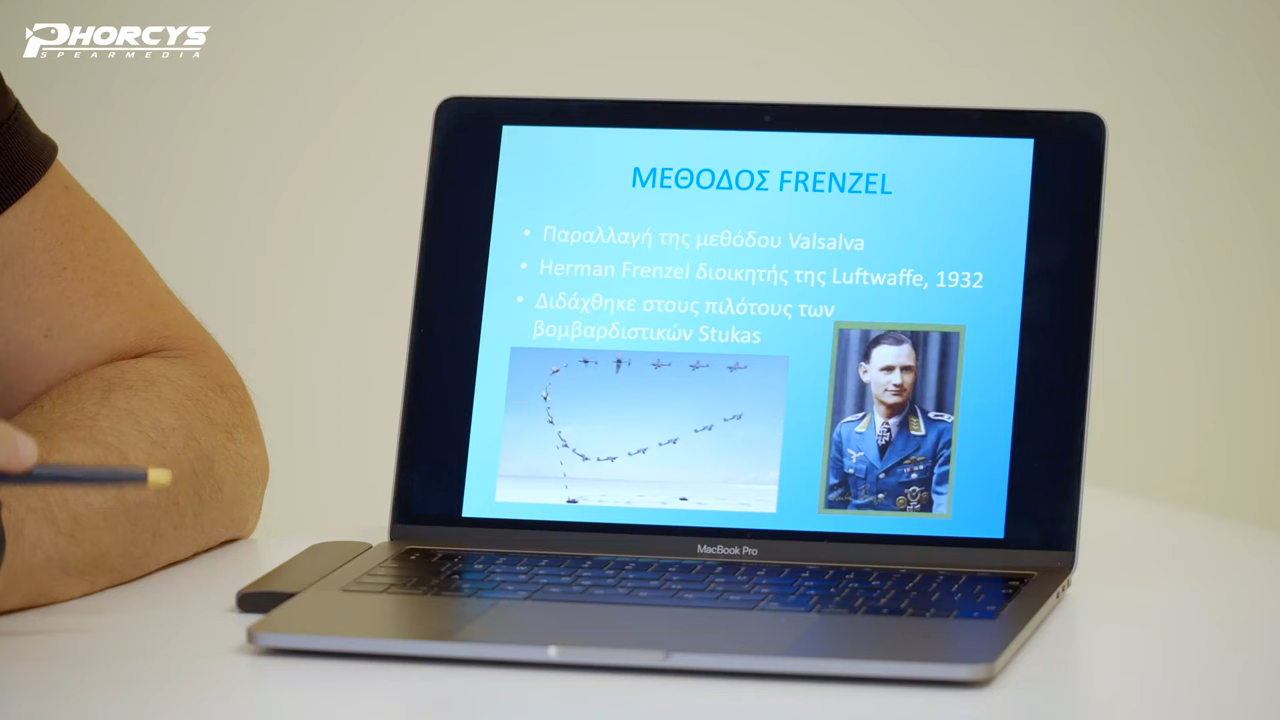 PHORCYS
SPEARMEDIA
ΜΕΘΟΔΟΣ FRENZEL
• Παραλλαγή της μεθόδου Valsalva
• Herman Frenzel διοικητής της Luftwaffe, 1932
• Διδάχθηκε στους πιλότους των
βομβαρδιστικών Stukas
MacBook Pro